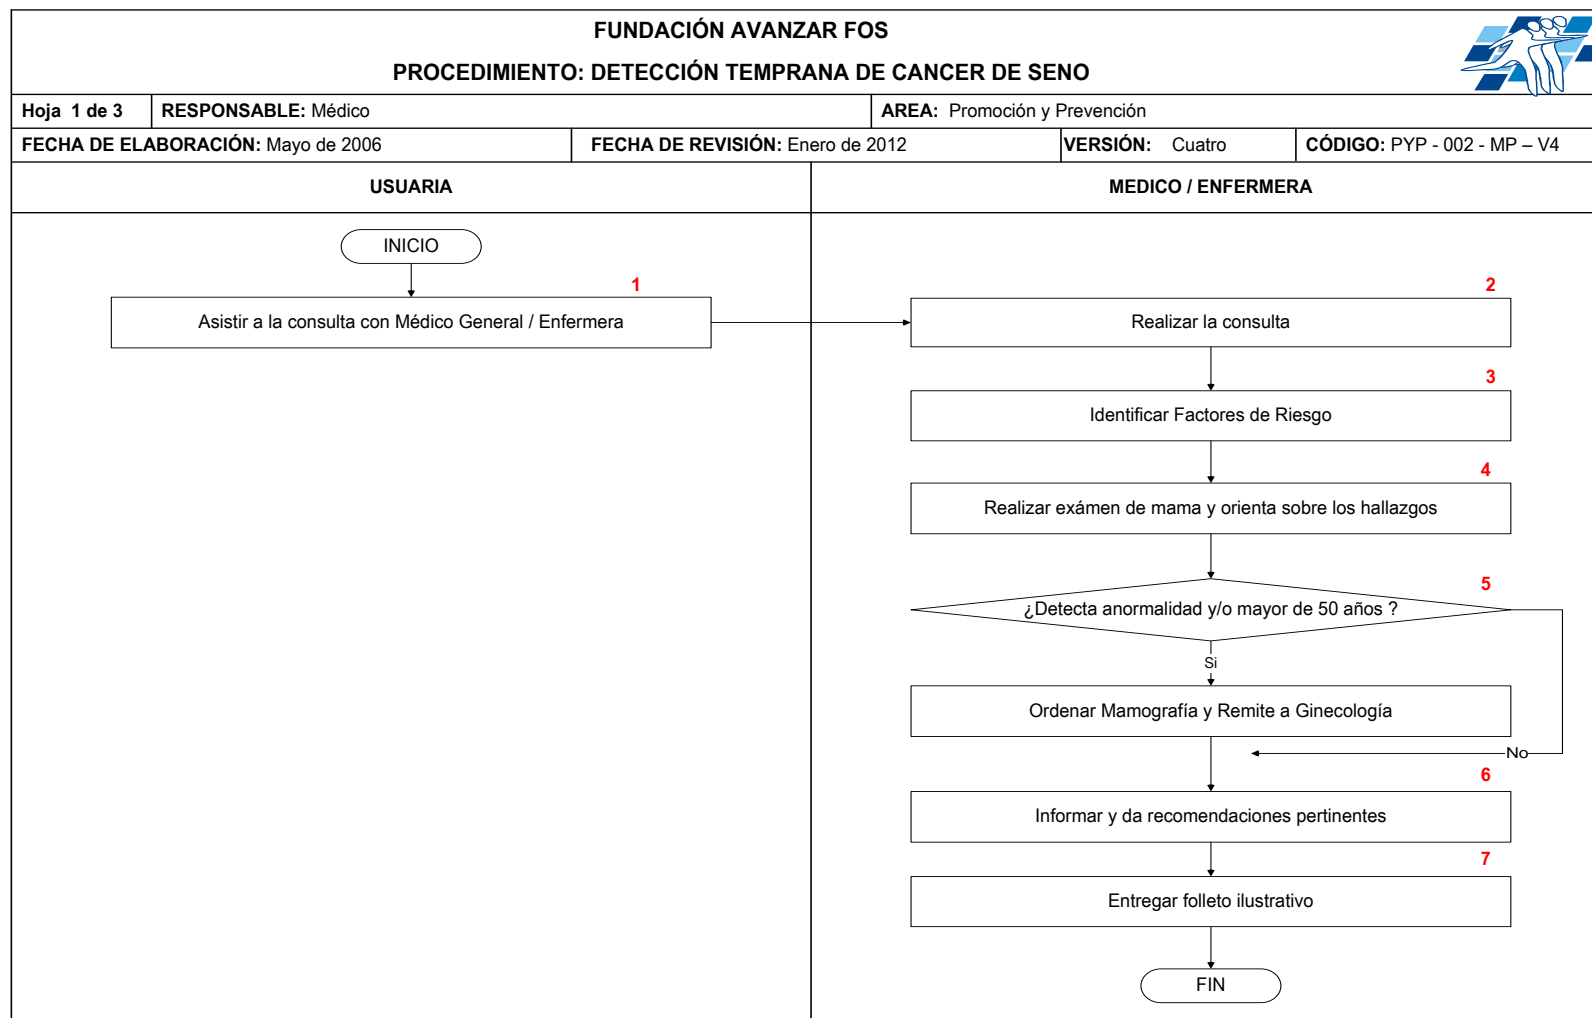 FUNDACIÓN AVANZAR FOS
PROCEDIMIENTO: DETECCIÓN TEMPRANA DE CANCER DE SENO
Hoja 1 de 3
RESPONSABLE: Médico
AREA: Promoción y Prevención
FECHA DE ELABORACIÓN: Mayo de 2006
FECHA DE REVISIÓN: Enero de 2012
VERSIÓN: Cuatro
CÓDIGO: PYP - 002 - MP – V4
USUARIA
MEDICO / ENFERMERA
INICIO
1
Asistir a la consulta con Médico General / Enfermera
2
Realizar la consulta
3
Identificar Factores de Riesgo
4
Realizar exámen de mama y orienta sobre los hallazgos
5
¿Detecta anormalidad y/o mayor de 50 años ?
Si
Ordenar Mamografía y Remite a Ginecología
No
6
Informar y da recomendaciones pertinentes
7
Entregar folleto ilustrativo
FIN